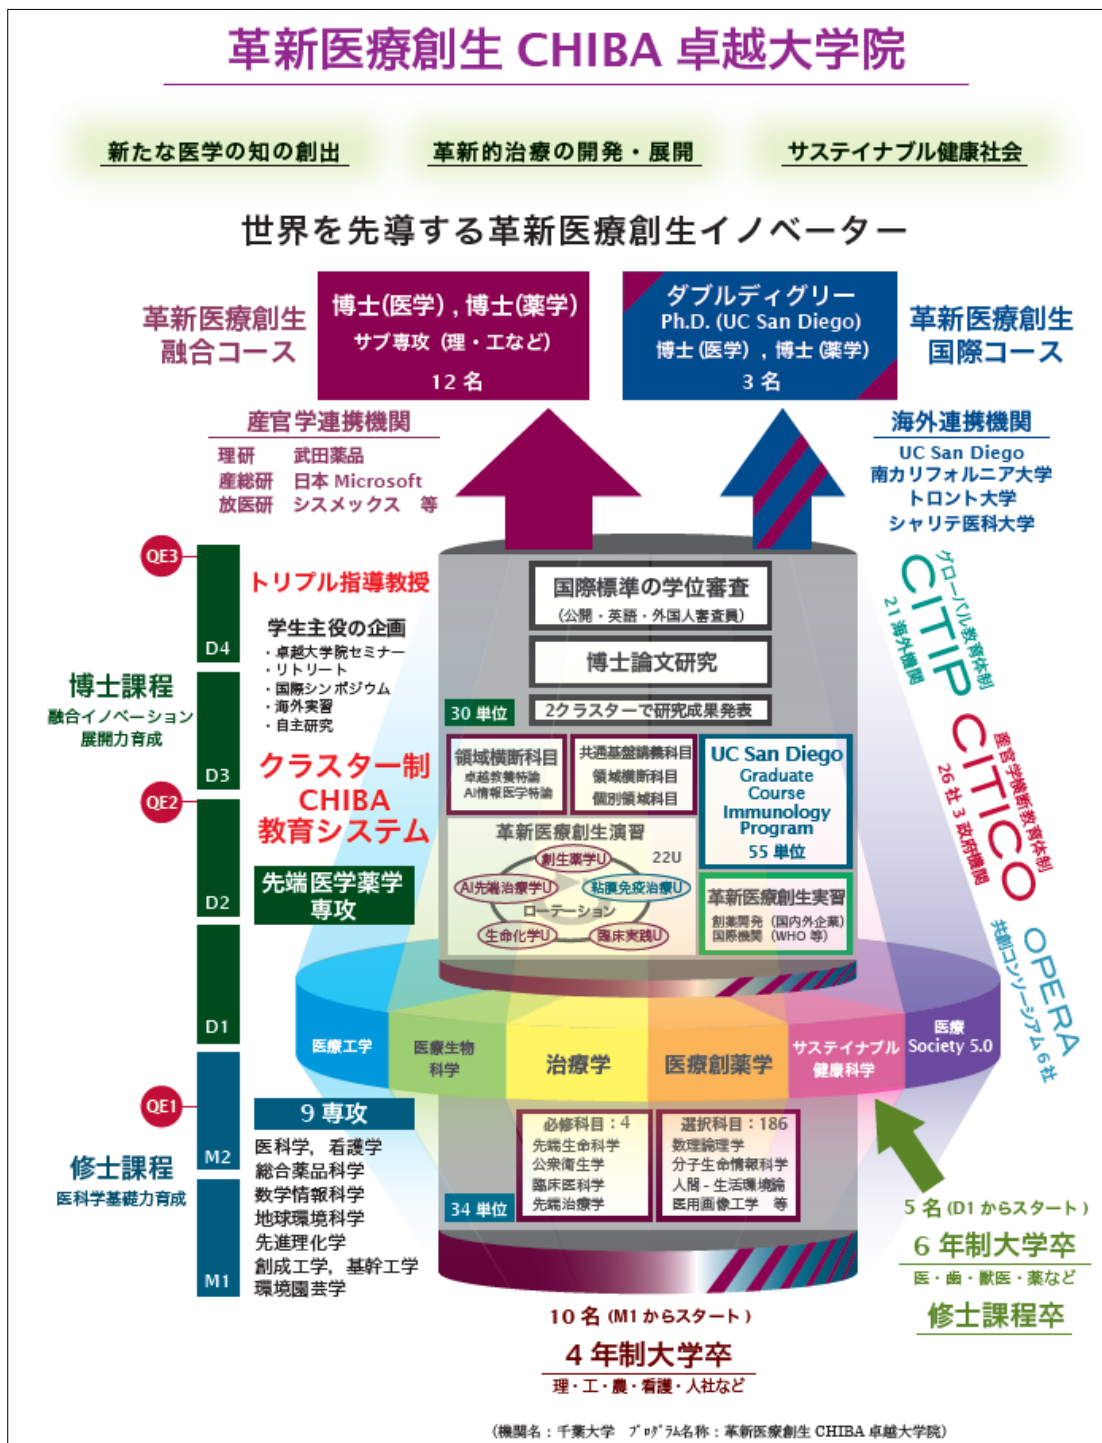 革新医療創生 CHIBA 卓越大学院
新たな医学の知の創出
革新的治療の開発・展開
サステイナブル健康社会
世界を先導する革新医療創生イノベーター
革新医療創生
融合コース
博士(医学) , 博士(薬学)
サブ専攻（理・工など）
12 名
ダブルディグリー
Ph.D. (UC San Diego)
博士 (医学) , 博士 (薬学)
3 名
革新医療創生
国際コース
産官学連携機関
理研 武田薬品
産総研 日本 Microsoft
放医研 シスメックス 等
海外連携機関
UC San Diego
南カリフォルニア大学
トロント大学
シャリテ医科大学
QE3
D4
博士課程
融合イノベーション
展開力育成
D3
QE2
D2
D1
トリプル指導教授
学生主役の企画
・卓越大学院セミナー
・リトリート
・国際シンポジウム
・海外実習
・自主研究
クラスター制
CHIBA
教育システム
先端医学薬学
専攻
国際標準の学位審査
（公開・英語・外国人審査員）
博士論文研究
30 単位
2クラスターで研究成果発表
領域横断科目
卓越教養特論
AI情報医学特論
共通基盤講義科目
領域横断科目
個別領域科目
UC San Diego
Graduate
Course
Immunology
Program
55 単位
革新医療創生演習
創生薬学U
22U
AI先端治療学U
粘膜免疫治療U
ローテーション
生命化学U
臨床実践U
革新医療創生実習
創薬開発（国内外企業）
国際機関（WHO 等）
グローバル教育体制
CITIP
21 海外機関
産官学横断教育体制
CITICO
26 社 3 政府機関
OPERA
共創コンソーシアム 6 社
医療工学
医療生物
科学
治療学
医療創薬学
サステイナブル
健康科学
医療
Society 5.0
QE1
M2
修士課程
医科学基礎力育成
M1
9 専攻
医科学，看護学
総合薬品科学
数学情報科学
地球環境科学
先進理化学
創成工学，基幹工学
環境園芸学
必修科目：4
先端生命科学
公衆衛生学
臨床医科学
先端治療学
34 単位
選択科目：186
数理論理学
分子生命情報科学
人間 – 生活環境論
医用画像工学 等
5 名 (D1 からスタート )
6 年制大学卒
医・歯・獣医・薬など
修士課程卒
10 名 (M1 からスタート )
4 年制大学卒
理・工・農・看護・人社など
（機関名：千葉大学 プログラム名称：革新医療創生 CHIBA 卓越大学院）